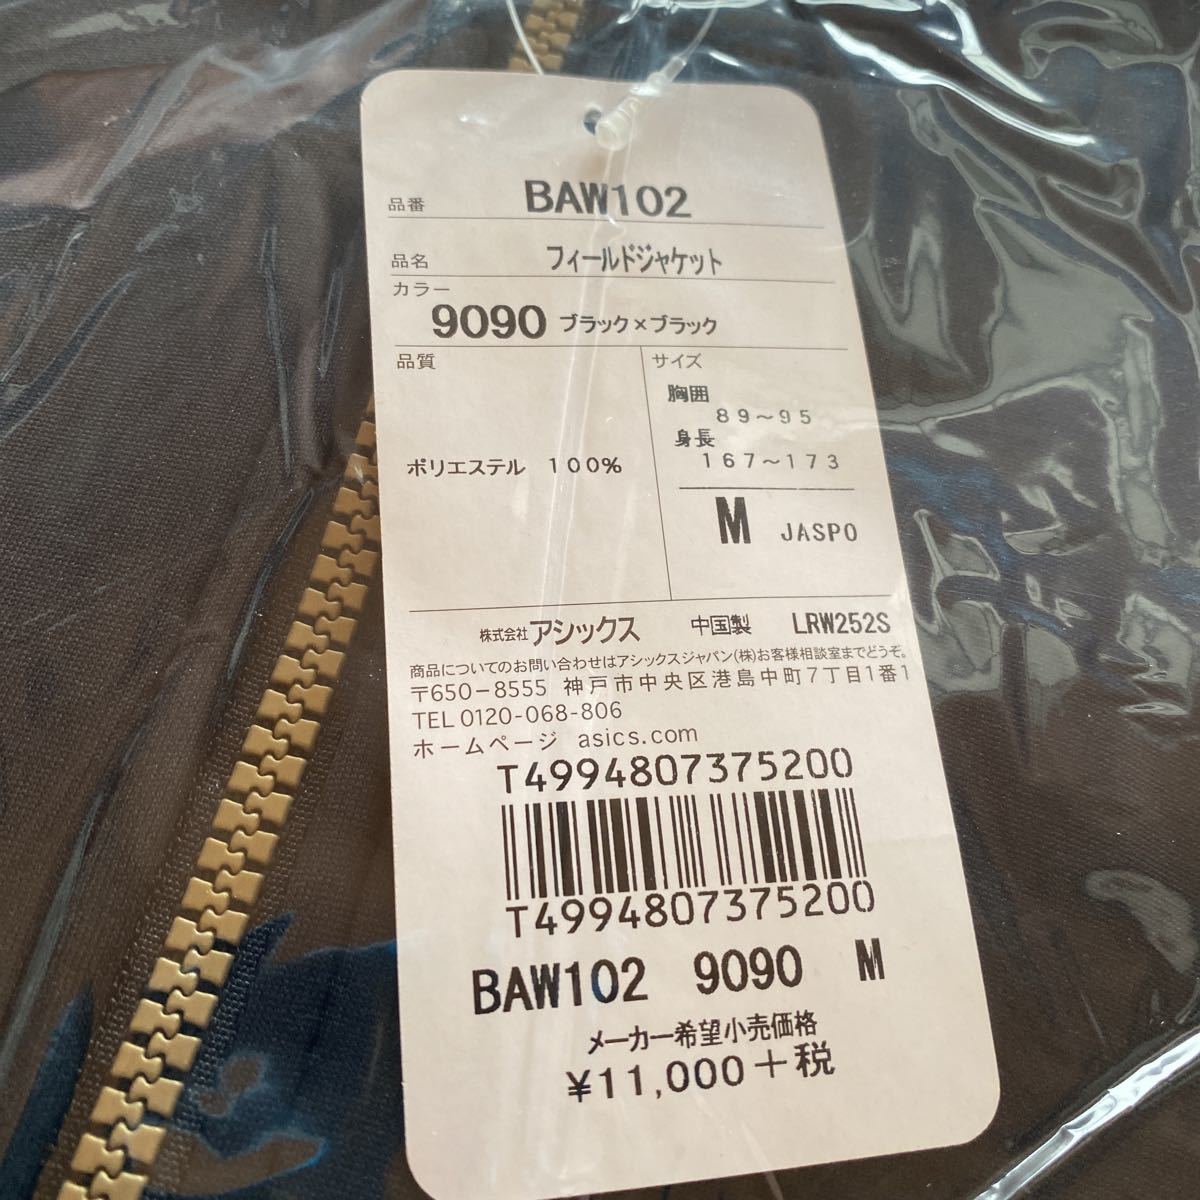 品番 BAW102
品名 フィールドジャケット
カラー
9090 ブラック×ブラック
品質
ポリエステル 100%
サイズ
胸囲
89～95
身長
167～173
M JASPO
株式会社アシックス 中国製 LRW252S
商品についてのお問い合わせはアシックスジャパン(株)お客様相談室までどうぞ。
〒650-8555 神戸市中央区港島中町7丁目1番1
TEL 0120-068-806
ホームページ asics.com
T4994807375200
T4994807375200
BAW102 9090 M
メーカー希望小売価格
¥11,000+税